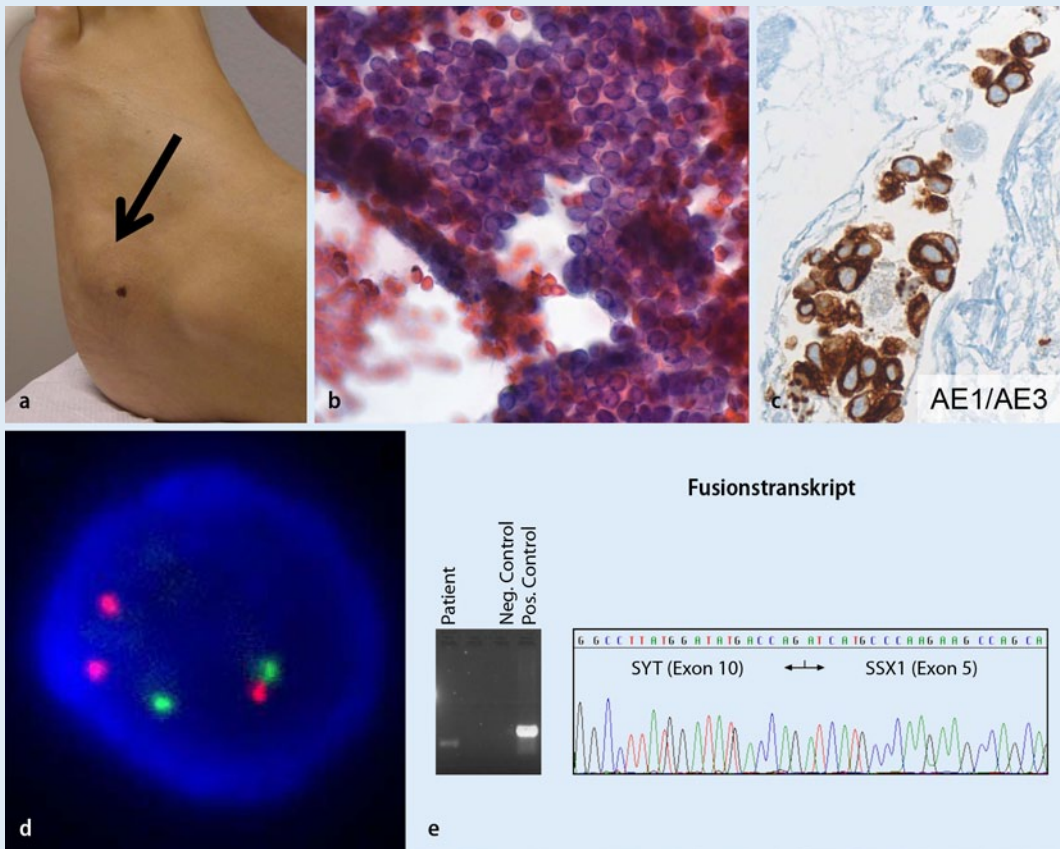 a
b
c
AE1/AE3
d
Fusionstranskript
Patient
Neg. Control
Pos. Control
G G C C T T A T G G A T A T G A C C A G A T C A T G C C C A A G A A G C C A G C A
SYT (Exon 10)
SSX1 (Exon 5)
e